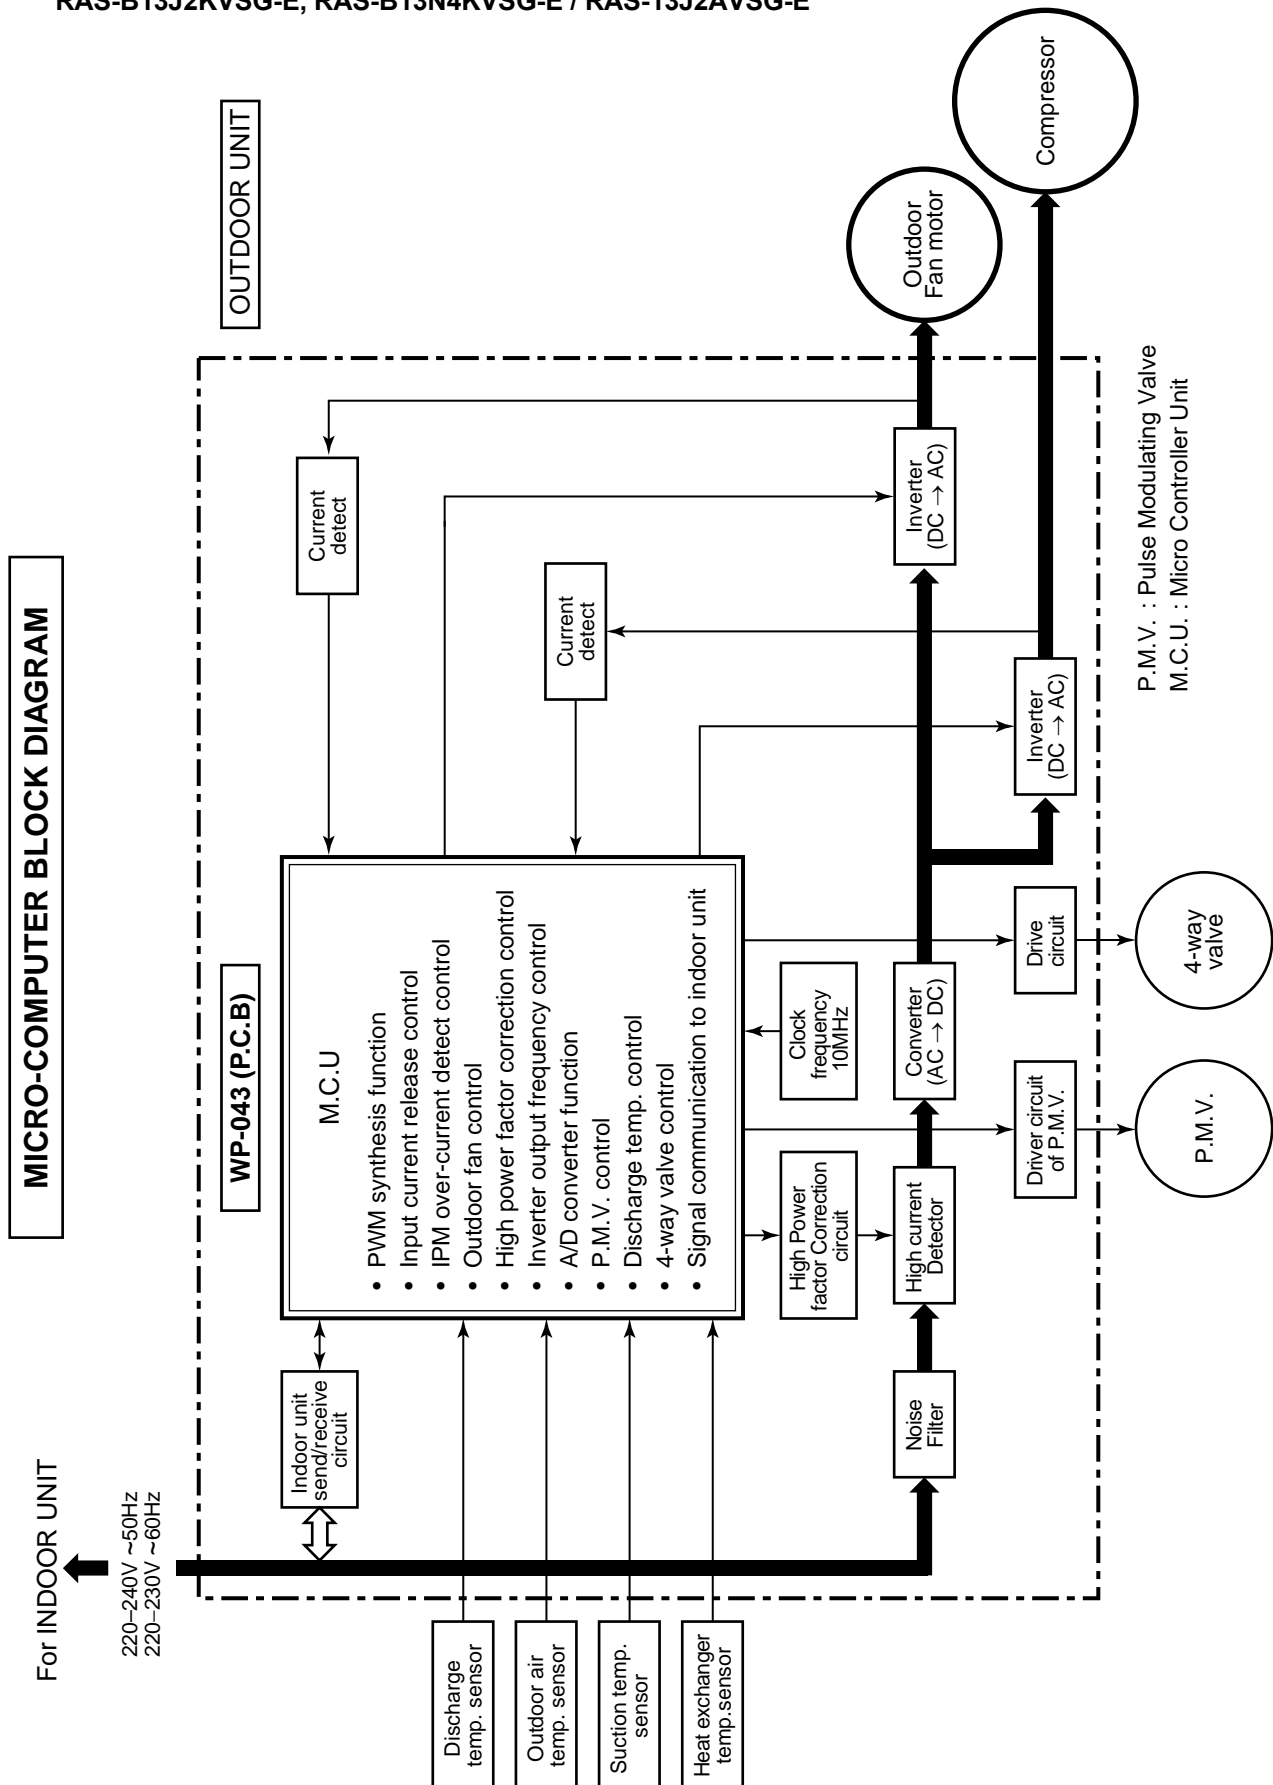 RAS-B13J2KVSG-E, RAS-B13N4KVSG-E / RAS-13J2AVSG-E
MICRO-COMPUTER BLOCK DIAGRAM
For INDOOR UNIT
220–240V ~50Hz
220–230V ~60Hz
WP-043 (P.C.B)
OUTDOOR UNIT
Discharge
temp. sensor
Outdoor air
temp. sensor
Suction temp.
sensor
Heat exchanger
temp.sensor
Indoor unit
send/receive
circuit
M.C.U
• PWM synthesis function
• Input current release control
• IPM over-current detect control
• Outdoor fan control
• High power factor correction control
• Inverter output frequency control
• A/D converter function
• P.M.V. control
• Discharge temp. control
• 4-way valve control
• Signal communication to indoor unit
Current
detect
Current
detect
High Power
factor Correction
circuit
Clock
frequency
10MHz
Noise
Filter
High current
Detector
Converter
(AC → DC)
Inverter
(DC → AC)
Outdoor
Fan motor
Driver circuit
of P.M.V.
Drive
circuit
Inverter
(DC → AC)
Compressor
P.M.V.
4-way
valve
P.M.V. : Pulse Modulating Valve
M.C.U. : Micro Controller Unit